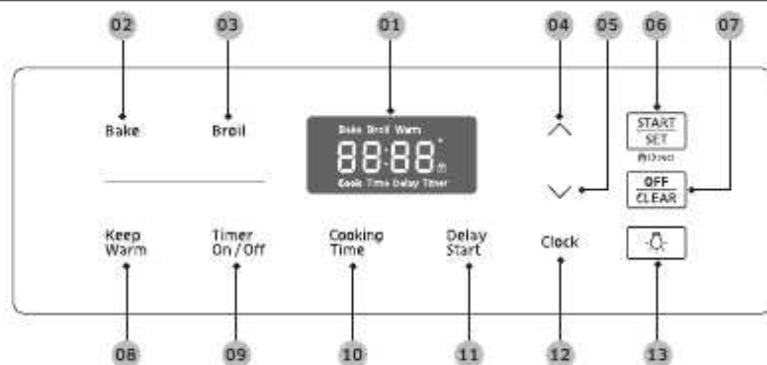 02 03 01 04 05 06 07
Bake Broil
Bake Broil Warm
88:88
Cook Time Delay Timer
START
SET
OFF
CLEAR
Keep
Warm
Timer
On / Off
Cooking
Time
Delay
Start
Clock
08 09 10 11 12 13